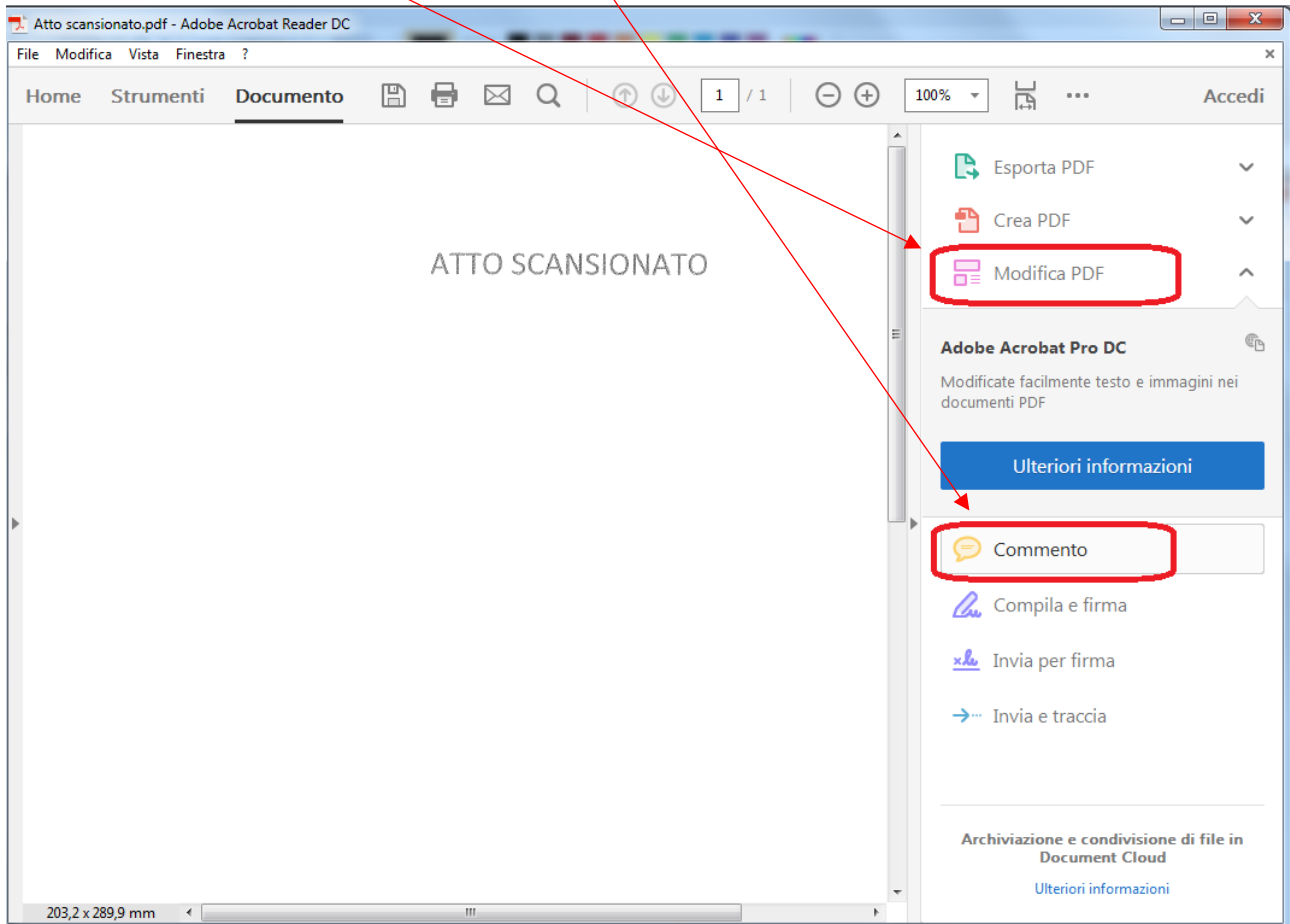 Atto scansionato.pdf - Adobe Acrobat Reader DC
File Modifica Vista Finestra ?
Home Strumenti Documento 1 / 1 100% Accedi
Esporta PDF
Crea PDF
ATTO SCANSIONATO
Modifica PDF
Adobe Acrobat Pro DC
Modificate facilmente testo e immagini nei
documenti PDF
Ulteriori informazioni
Commento
Compila e firma
Invia per firma
Invia e traccia
Archiviazione e condivisione di file in
Document Cloud
Ulteriori informazioni
203,2 x 289,9 mm